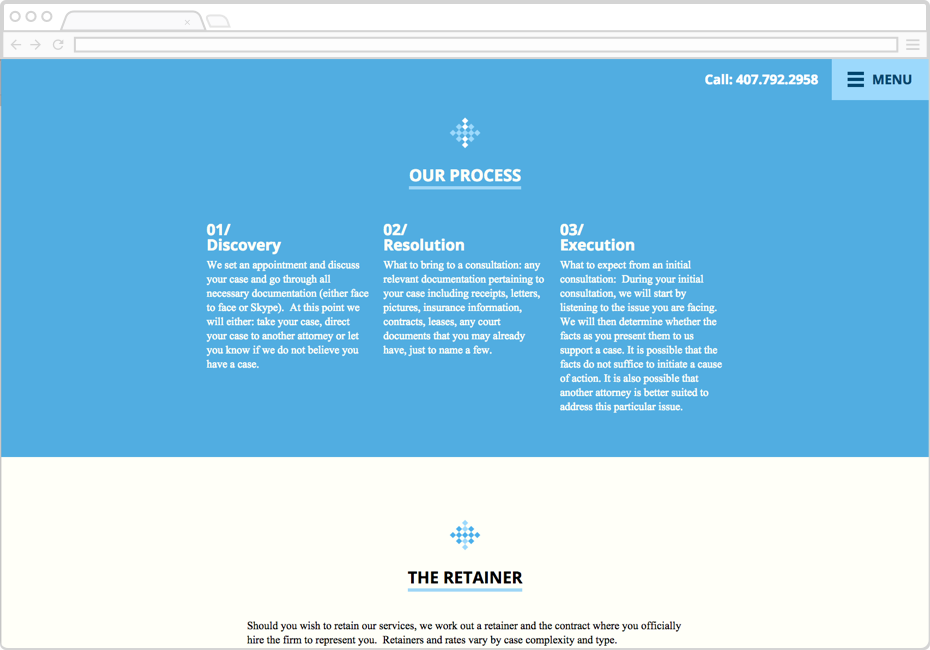 Call: 407.792.2958
MENU
OUR PROCESS
01/
Discovery
We set an appointment and discuss
your case and go through all
necessary documentation (either face
to face or Skype).  At this point we
will either: take your case, direct
your case to another attorney or let
you know if we do not believe you
have a case.
02/
Resolution
What to bring to a consultation: any
relevant documentation pertaining to
your case including receipts, letters,
pictures, insurance information,
contracts, leases, any court
documents that you may already
have, just to name a few.
03/
Execution
What to expect from an initial
consultation:  During your initial
consultation, we will start by
listening to the issue you are facing.
We will then determine whether the
facts as you present them to us
support a case. It is possible that the
facts do not suffice to initiate a cause
of action. It is also possible that
another attorney is better suited to
address this particular issue.
THE RETAINER
Should you wish to retain our services, we work out a retainer and the contract where you officially
hire the firm to represent you.  Retainers and rates vary by case complexity and type.